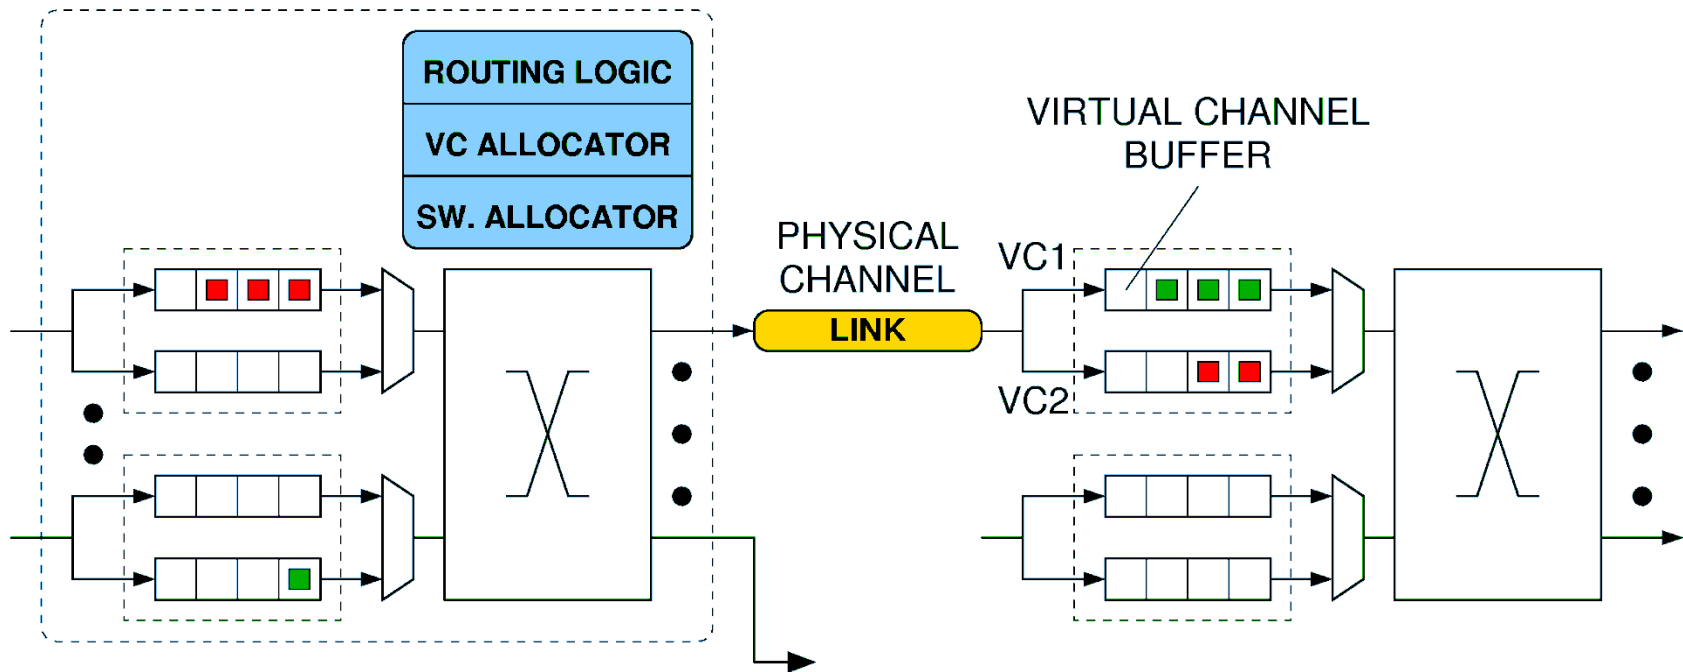 ROUTING LOGIC
VC ALLOCATOR
SW. ALLOCATOR
VIRTUAL CHANNEL
BUFFER
PHYSICAL
CHANNEL
LINK
VC1
VC2